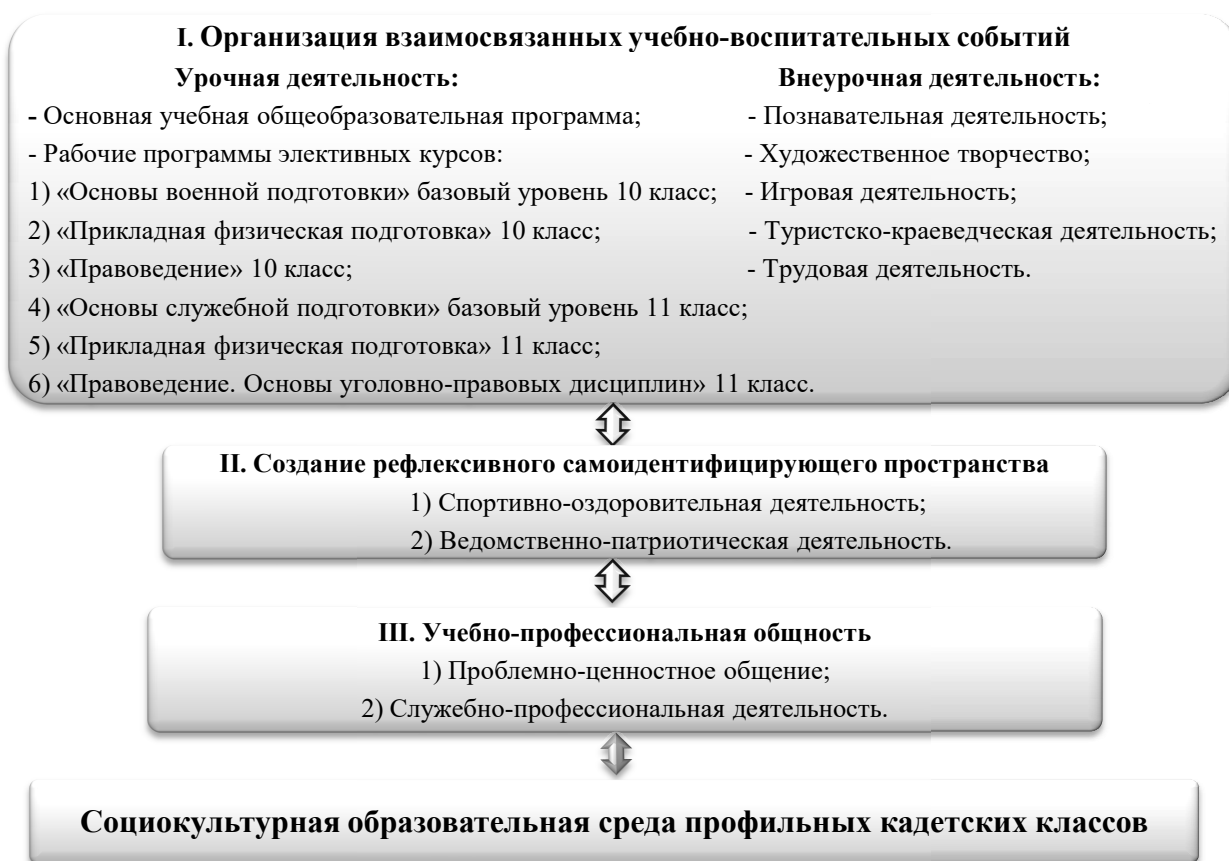 I. Организация взаимосвязанных учебно-воспитательных событий
Урочная деятельность:
- Основная учебная общеобразовательная программа;
- Рабочие программы элективных курсов:
1) «Основы военной подготовки» базовый уровень 10 класс;
2) «Прикладная физическая подготовка» 10 класс;
3) «Правоведение» 10 класс;
4) «Основы служебной подготовки» базовый уровень 11 класс;
5) «Прикладная физическая подготовка» 11 класс;
6) «Правоведение. Основы уголовно-правовых дисциплин» 11 класс.
Внеурочная деятельность:
- Познавательная деятельность;
- Художественное творчество;
- Игровая деятельность;
- Туристско-краеведческая деятельность;
- Трудовая деятельность.
II. Создание рефлексивного самоидентифицирующего пространства
1) Спортивно-оздоровительная деятельность;
2) Ведомственно-патриотическая деятельность.
III. Учебно-профессиональная общность
1) Проблемно-ценностное общение;
2) Служебно-профессиональная деятельность.
Социокультурная образовательная среда профильных кадетских классов